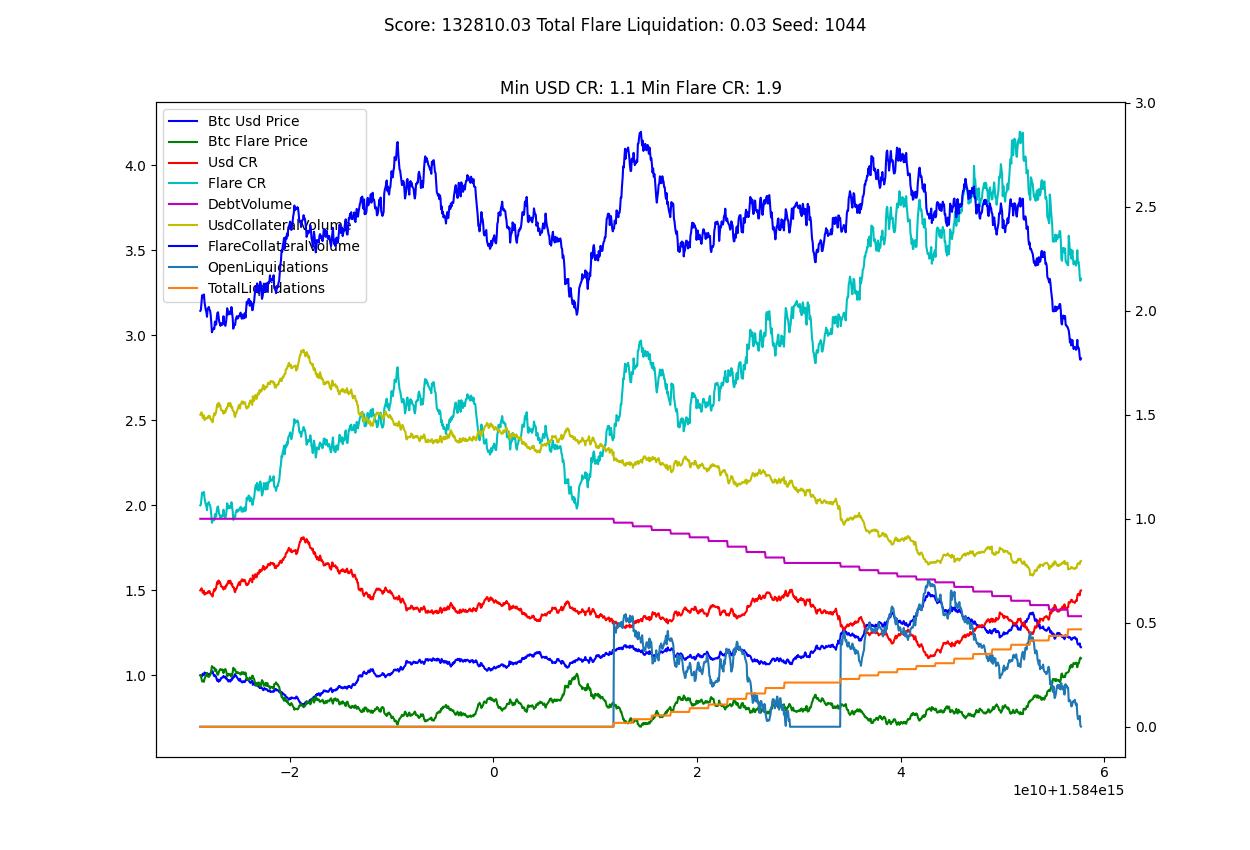 Score: 132810.03 Total Flare Liquidation: 0.03 Seed: 1044
Min USD CR: 1.1 Min Flare CR: 1.9
Btc Usd Price
Btc Flare Price
Usd CR
Flare CR
DebtVolume
UsdCollateralVolume
FlareCollateralVolume
OpenLiquidations
TotalLiquidations
4.0
3.5
3.0
2.5
2.0
1.5
1.0
3.0
2.5
2.0
1.5
1.0
0.5
0.0
−2
0
2
4
6
1e10+1.584e15